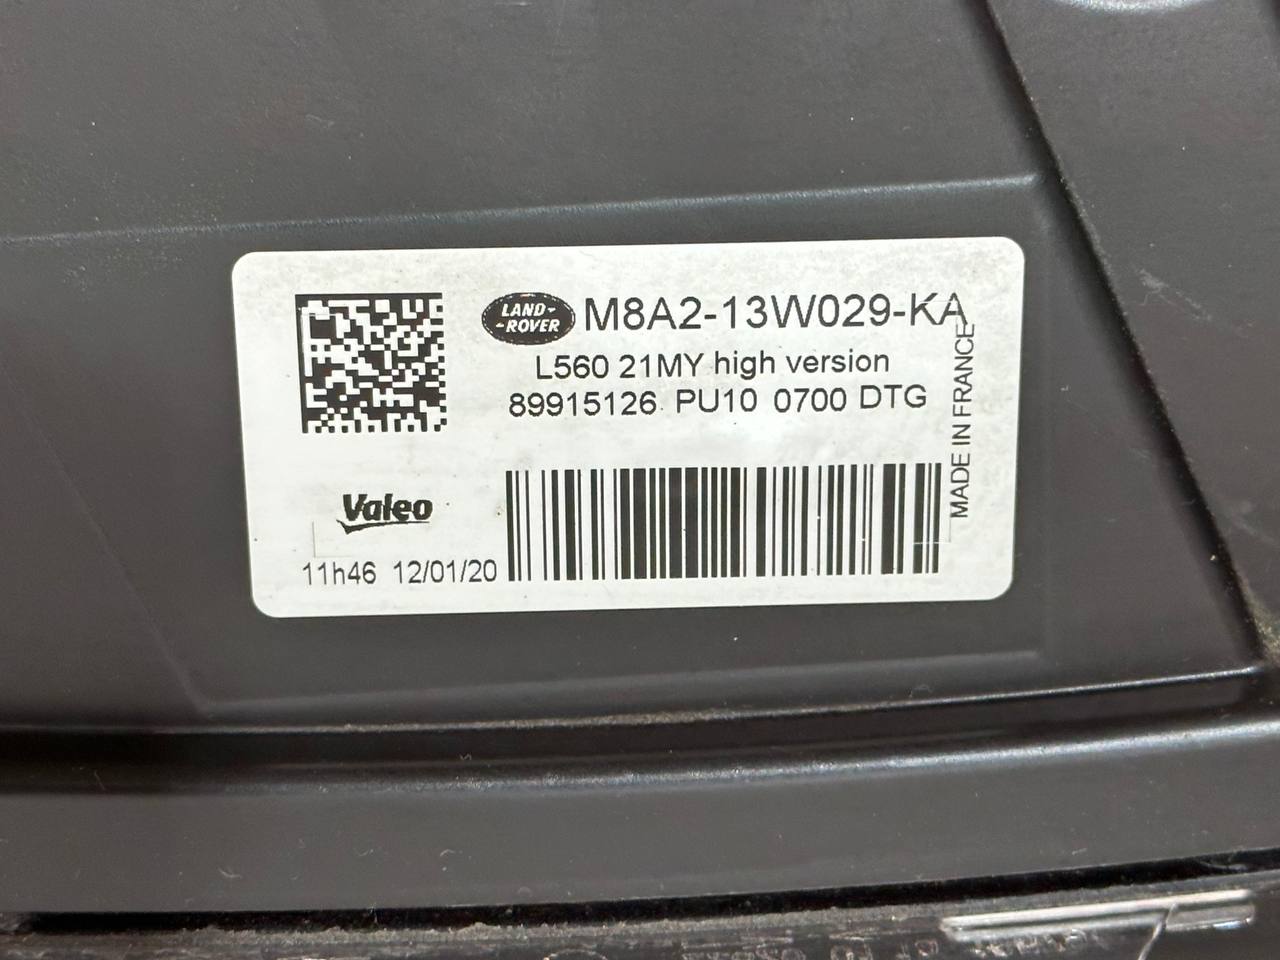 LAND-
-ROVER
M8A2-13W029-KA
L560 21MY high version
89915126 PU10 0700 DTG
MADE IN FRANCE
Valeo
11h46 12/01/20